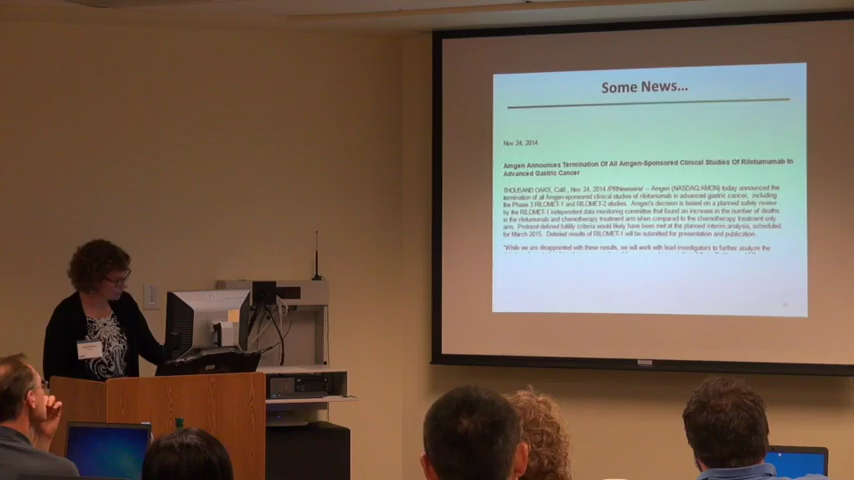 Some News...
Nov 24, 2014
Amgen Announces Termination Of All Amgen-Sponsored Clinical Studies Of Rilotumumab In
Advanced Gastric Cancer
THOUSAND OAKS, Calif., Nov. 24, 2014 /PRNewswire/ -- Amgen (NASDAQ:AMGN) today announced the
termination of all Amgen-sponsored clinical studies of rilotumumab in advanced gastric cancer, including
the Phase 3 RILOMET-1 and RILOMET-2 studies. Amgen's decision is based on a planned safety review
by the RILOMET-1 independent data monitoring committee that found an increase in the number of deaths
in the rilotumumab and chemotherapy treatment arm when compared to the chemotherapy treatment only
arm. Protocol-defined futility criteria would likely have been met at the planned interim analysis, scheduled
for March 2015. Detailed results of RILOMET-1 will be submitted for presentation and publication.
"While we are disappointed with these results, we will work with lead investigators to further analyze the